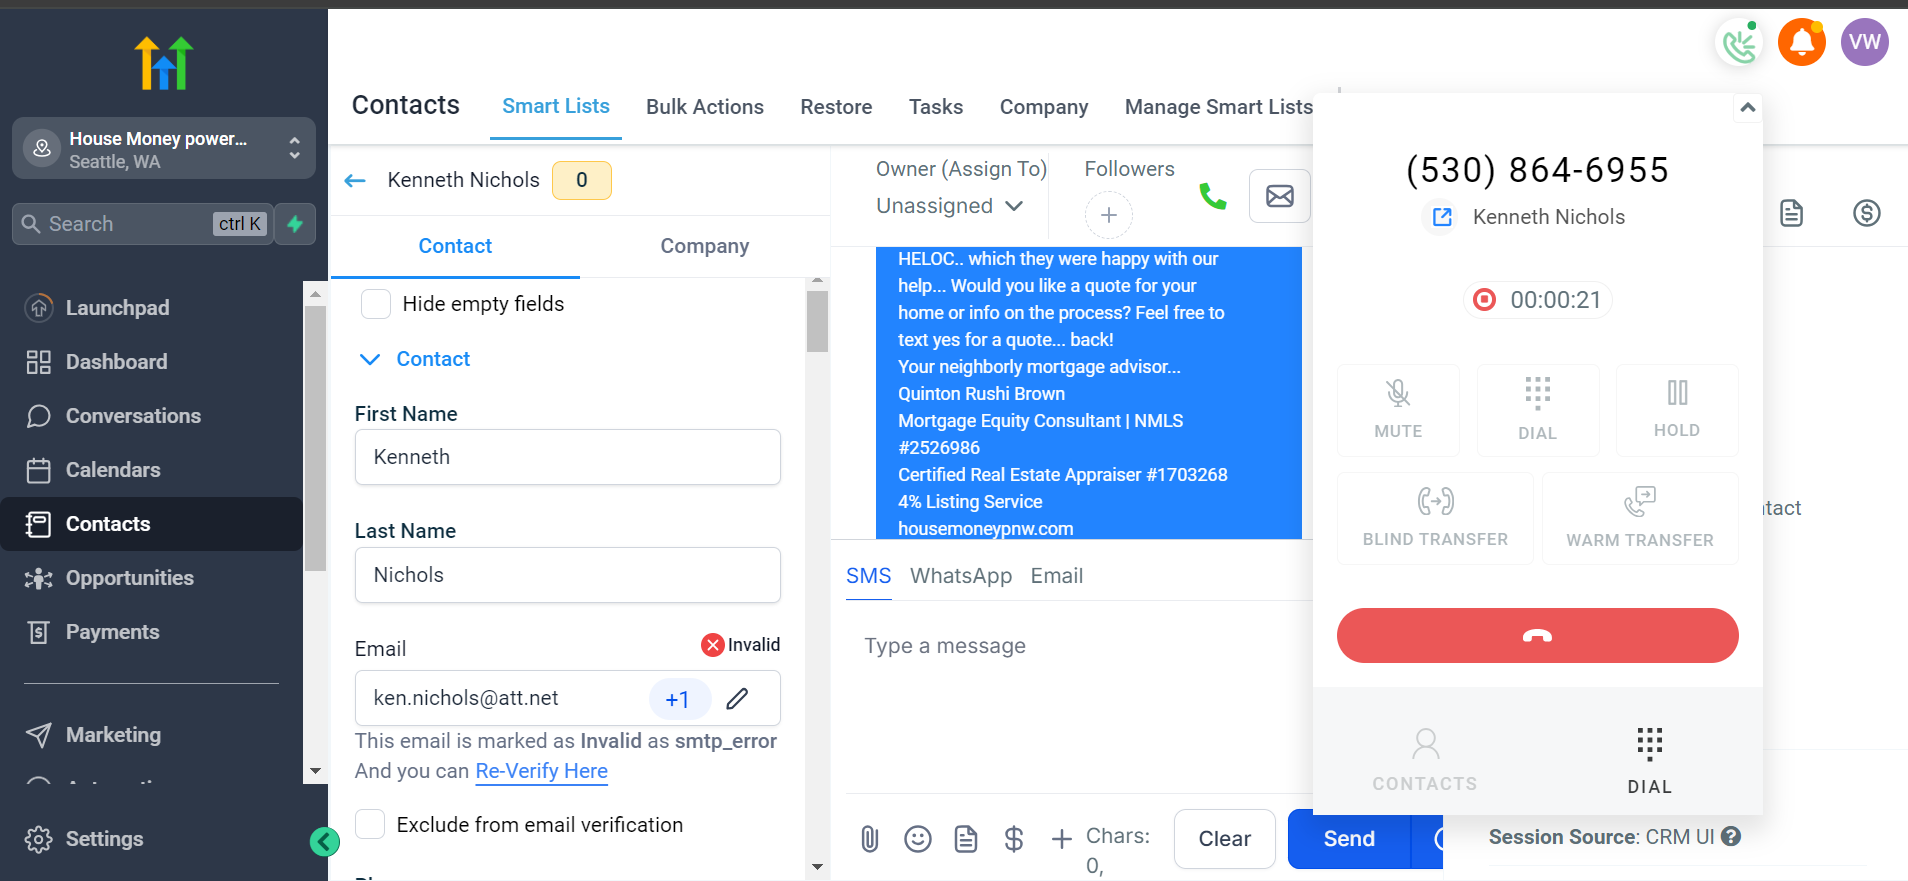 House Money power...
Seattle, WA
Search
ctrl K
Launchpad
Dashboard
Conversations
Calendars
Contacts
Opportunities
Payments
Marketing
Settings
Contacts
Smart Lists
Bulk Actions
Restore
Tasks
Company
Manage Smart Lists
VW
Kenneth Nichols
0
Contact
Company
Hide empty fields
Contact
First Name
Kenneth
Last Name
Nichols
Email
Invalid
ken.nichols@att.net
+1
This email is marked as Invalid as smtp_error
And you can Re-Verify Here
Exclude from email verification
Owner (Assign To)
Unassigned
Followers
HELOC.. which they were happy with our
help... Would you like a quote for your
home or info on the process? Feel free to
text yes for a quote... back!
Your neighborly mortgage advisor...
Quinton Rushi Brown
Mortgage Equity Consultant | NMLS
#2526986
Certified Real Estate Appraiser #1703268
4% Listing Service
housemoneypnw.com
SMS
WhatsApp
Email
Type a message
Chars:
0,
Clear
Send
(530) 864-6955
Kenneth Nichols
00:00:21
MUTE
DIAL
HOLD
BLIND TRANSFER
WARM TRANSFER
CONTACTS
DIAL
tact
Session Source: CRM UI